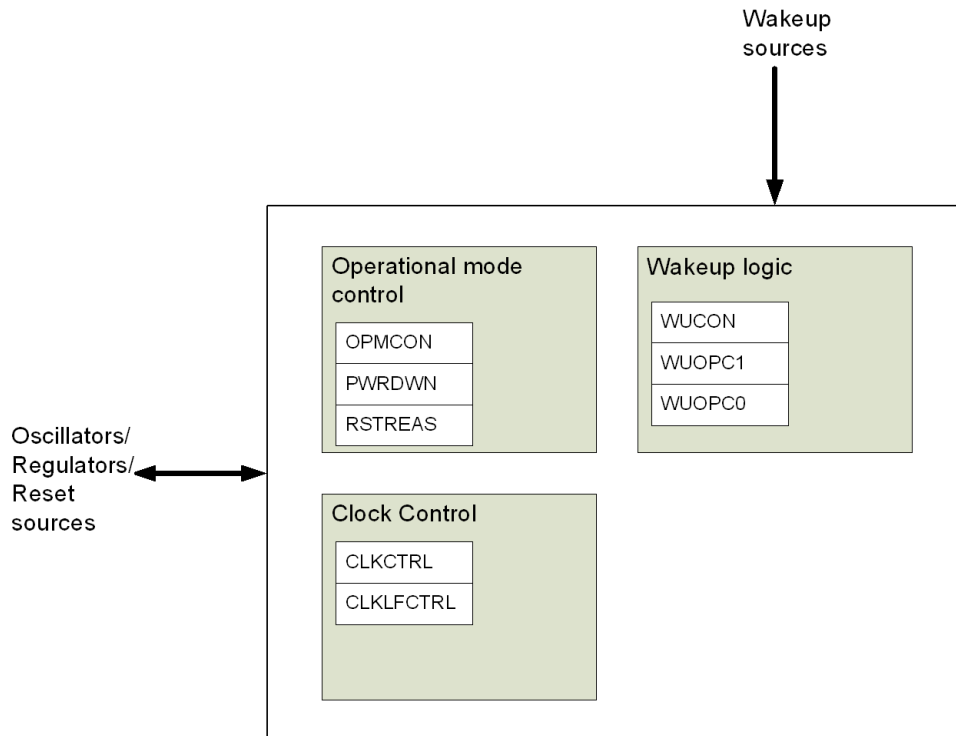 Wakeup
sources
Operational mode
control
OPMCON
PWRDWN
RSTREAS
Wakeup logic
WUCON
WUOPC1
WUOPC0
Oscillators/
Regulators/
Reset
sources
Clock Control
CLKCTRL
CLKLFCTRL